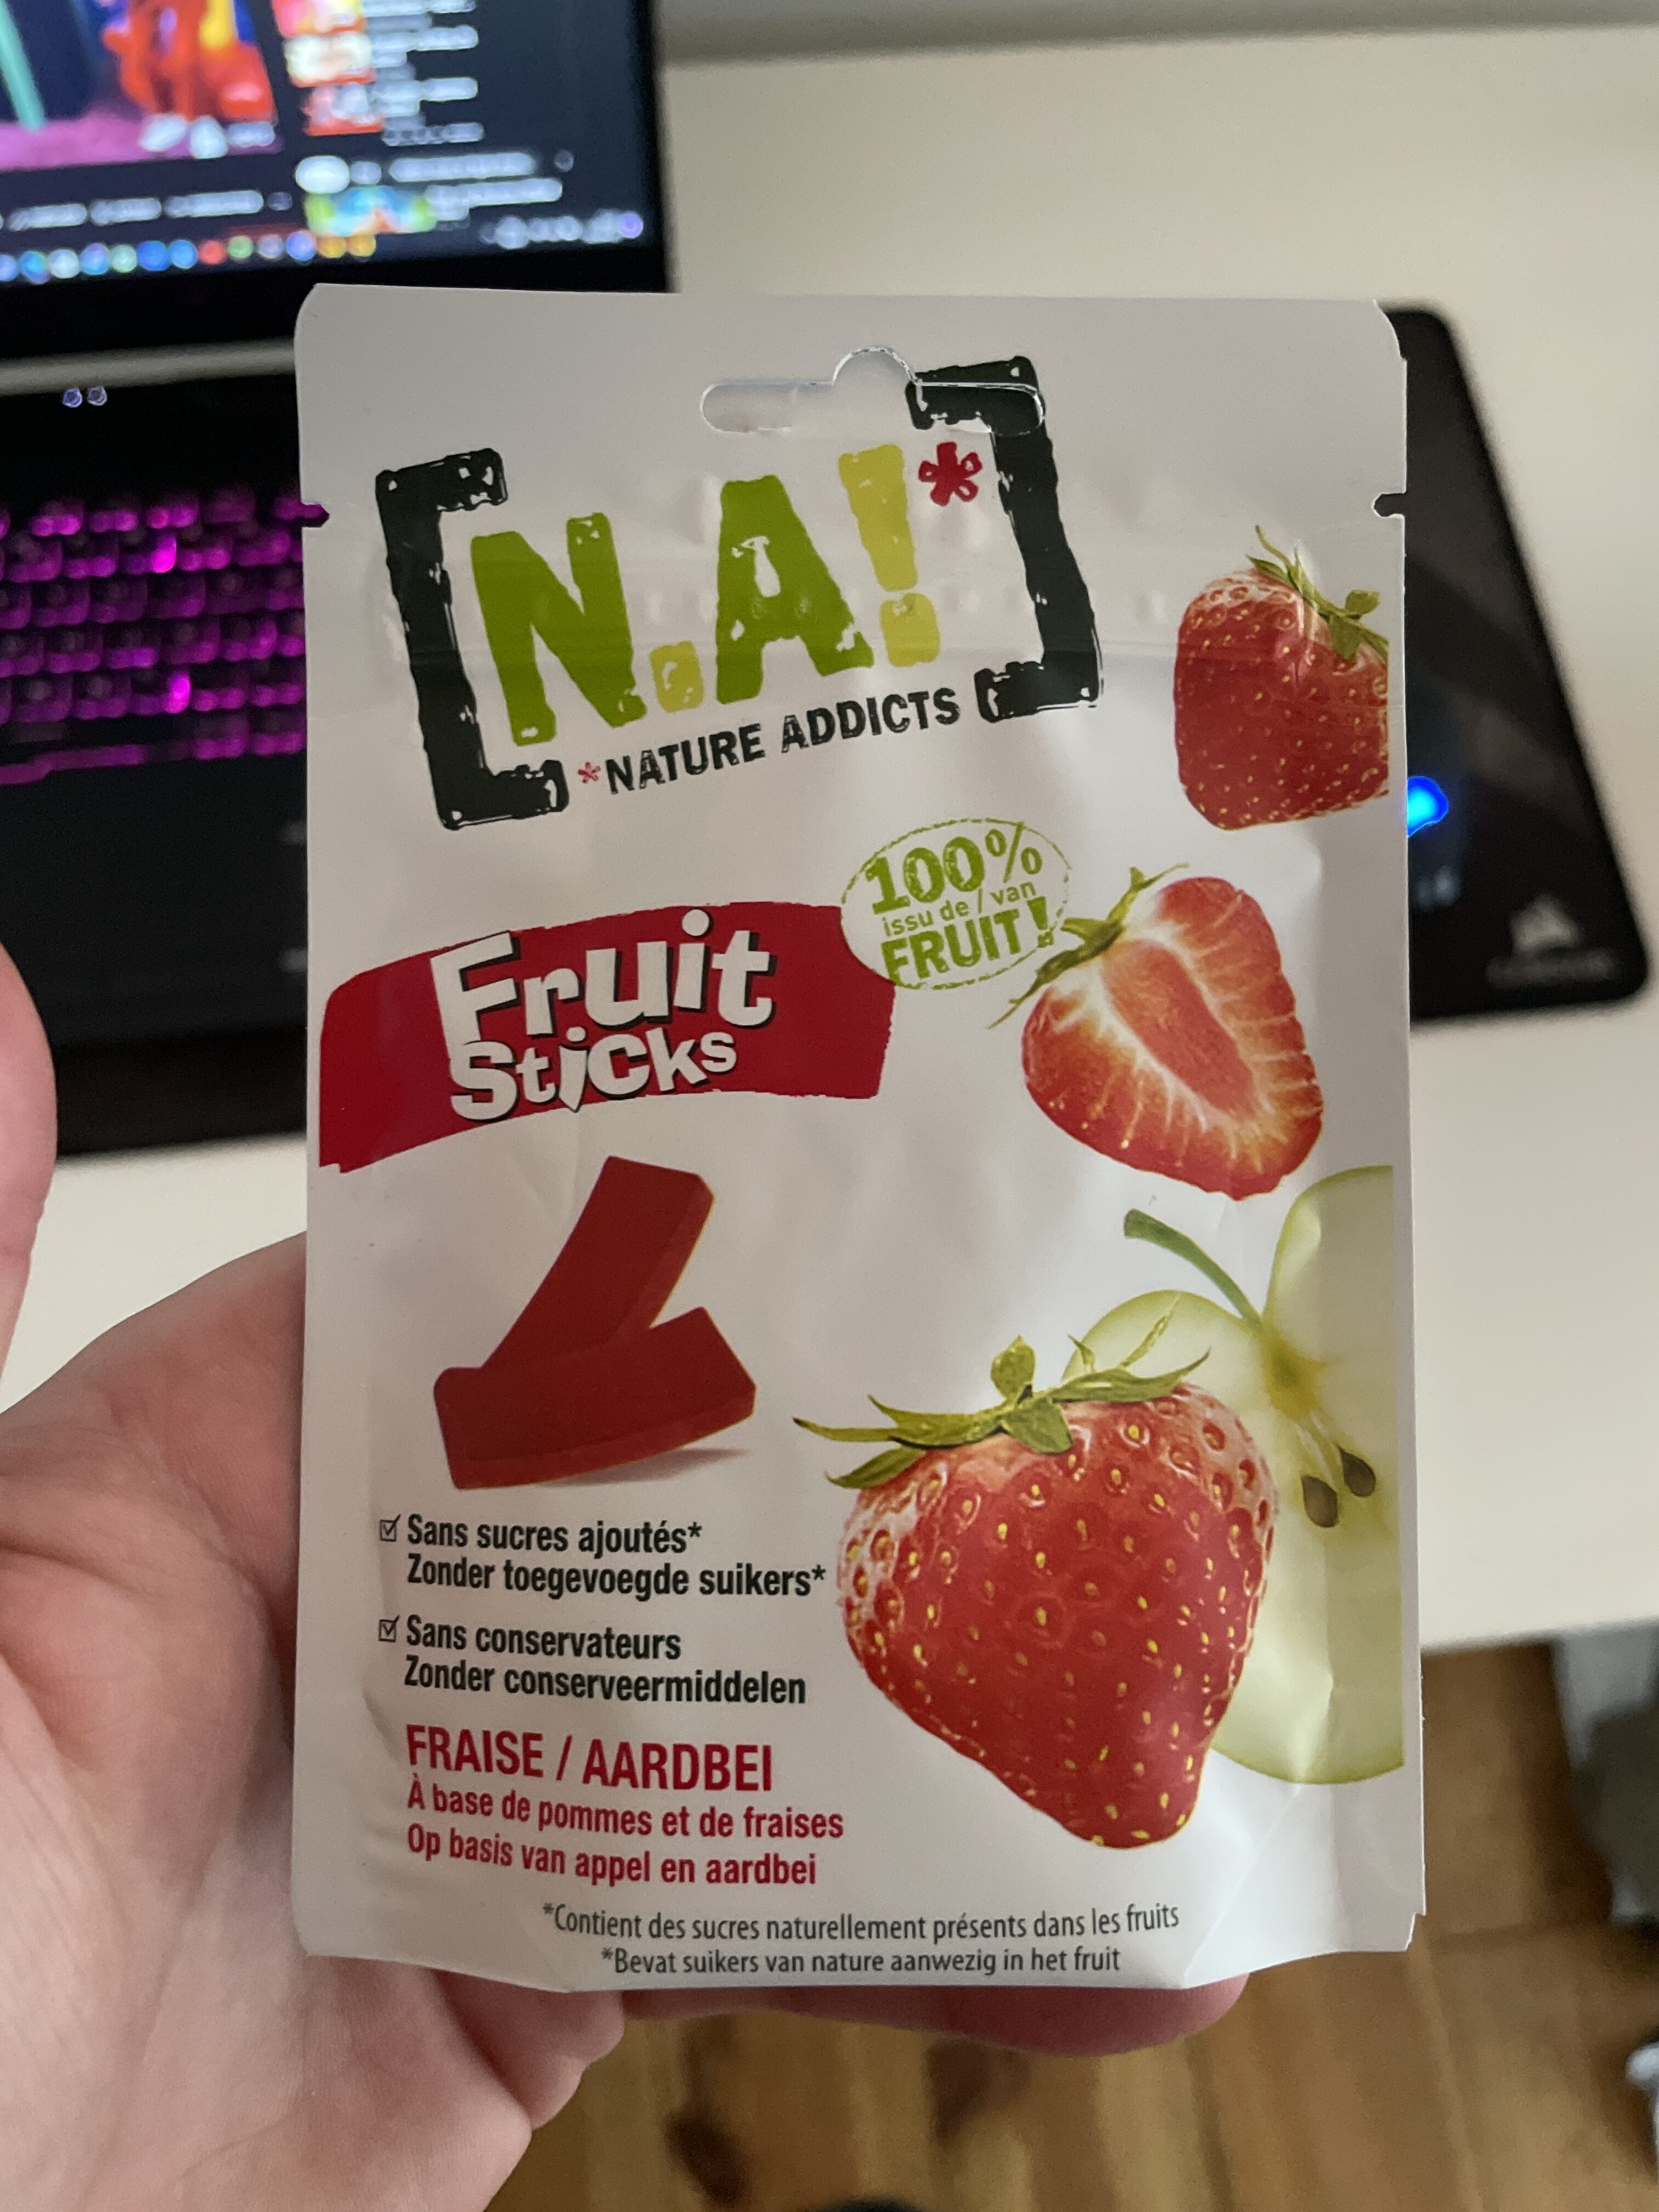 [N.A!*]
*NATURE ADDICTS
100%
issu de / van
FRUIT!
Fruit
Sticks
Sans sucres ajoutés*
Zonder toegevoegde suikers*
Sans conservateurs
Zonder conserveermiddelen
FRAISE / AARDBEI
À base de pommes et de fraises
Op basis van appel en aardbei
*Contient des sucres naturellement présents dans les fruits
*Bevat suikers van nature aanwezig in het fruit